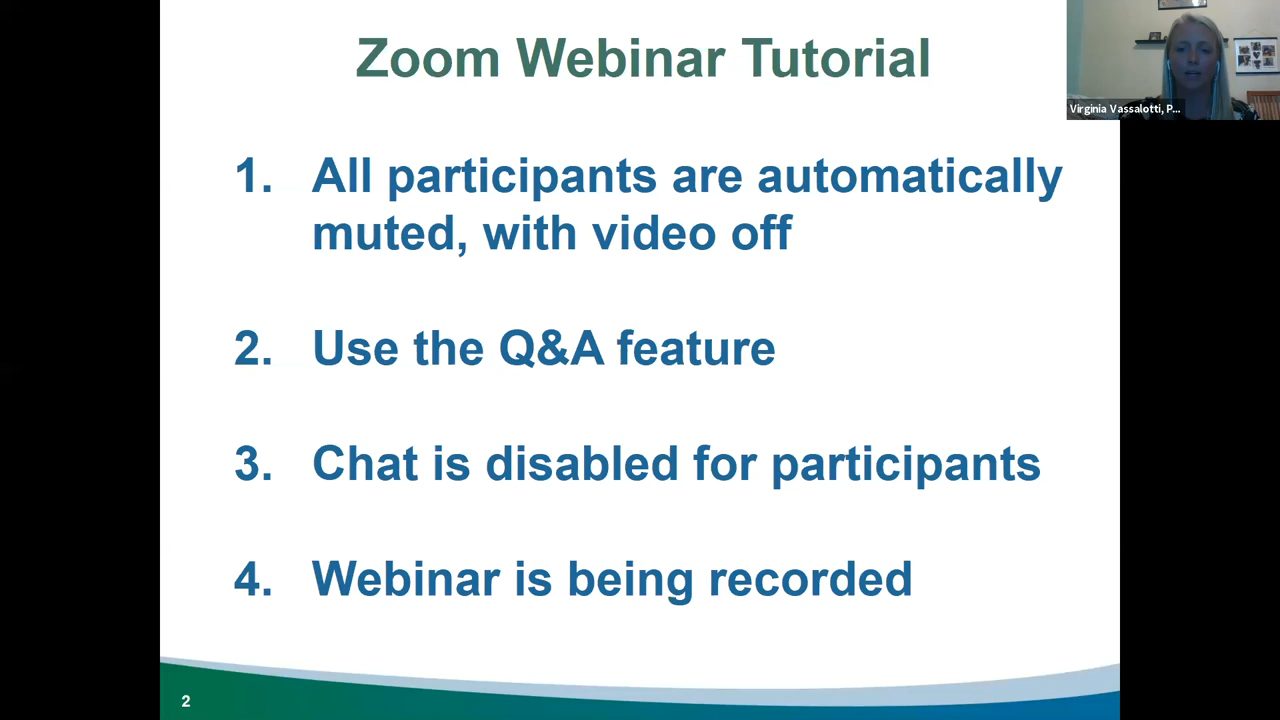 Zoom Webinar Tutorial
Virginia Vassalotti, P...
1. All participants are automatically
muted, with video off
2. Use the Q&A feature
3. Chat is disabled for participants
4. Webinar is being recorded
2